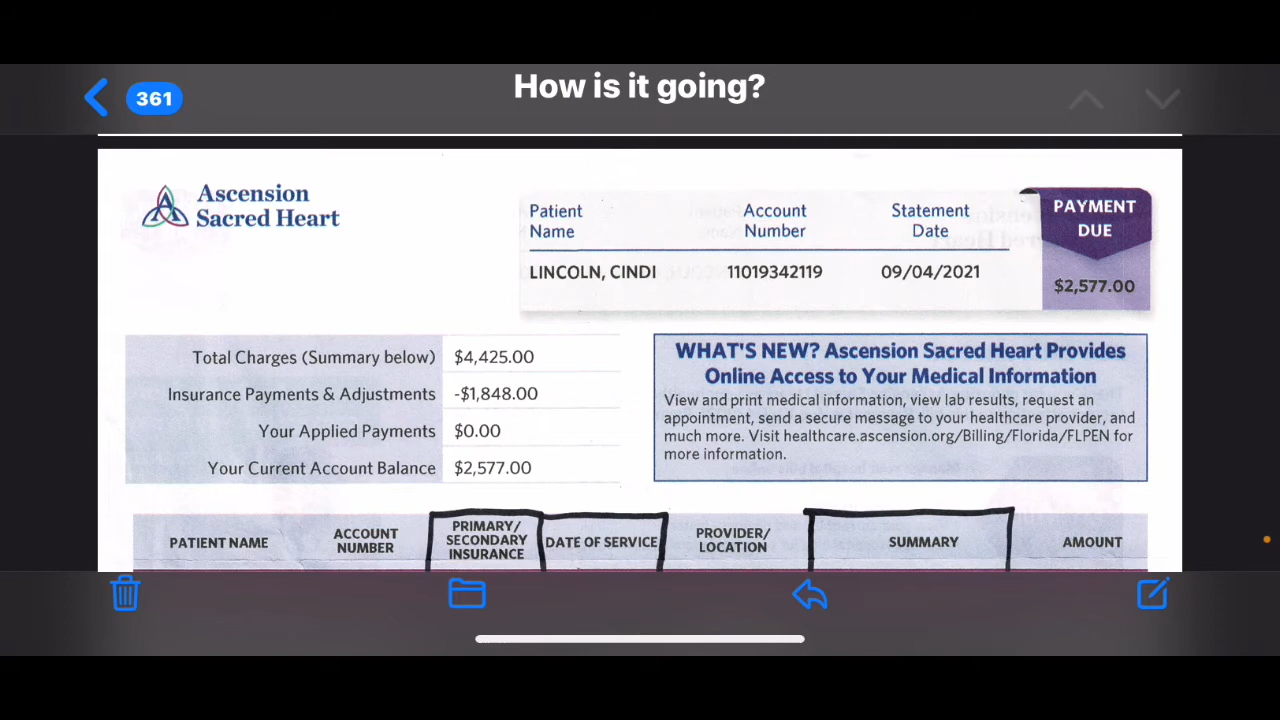 How is it going?
361
Ascension
Sacred Heart
Patient
Name
Account
Number
Statement
Date
PAYMENT
DUE
LINCOLN, CINDI
11019342119
09/04/2021
$2,577.00
Total Charges (Summary below) $4,425.00
Insurance Payments & Adjustments -$1,848.00
Your Applied Payments $0.00
Your Current Account Balance $2,577.00
WHAT'S NEW? Ascension Sacred Heart Provides
Online Access to Your Medical Information
View and print medical information, view lab results, request an
appointment, send a secure message to your healthcare provider, and
much more. Visit healthcare.ascension.org/Billing/Florida/FLPEN for
more information.
PATIENT NAME
ACCOUNT
NUMBER
PRIMARY/
SECONDARY
INSURANCE
DATE OF SERVICE
PROVIDER/
LOCATION
SUMMARY
AMOUNT